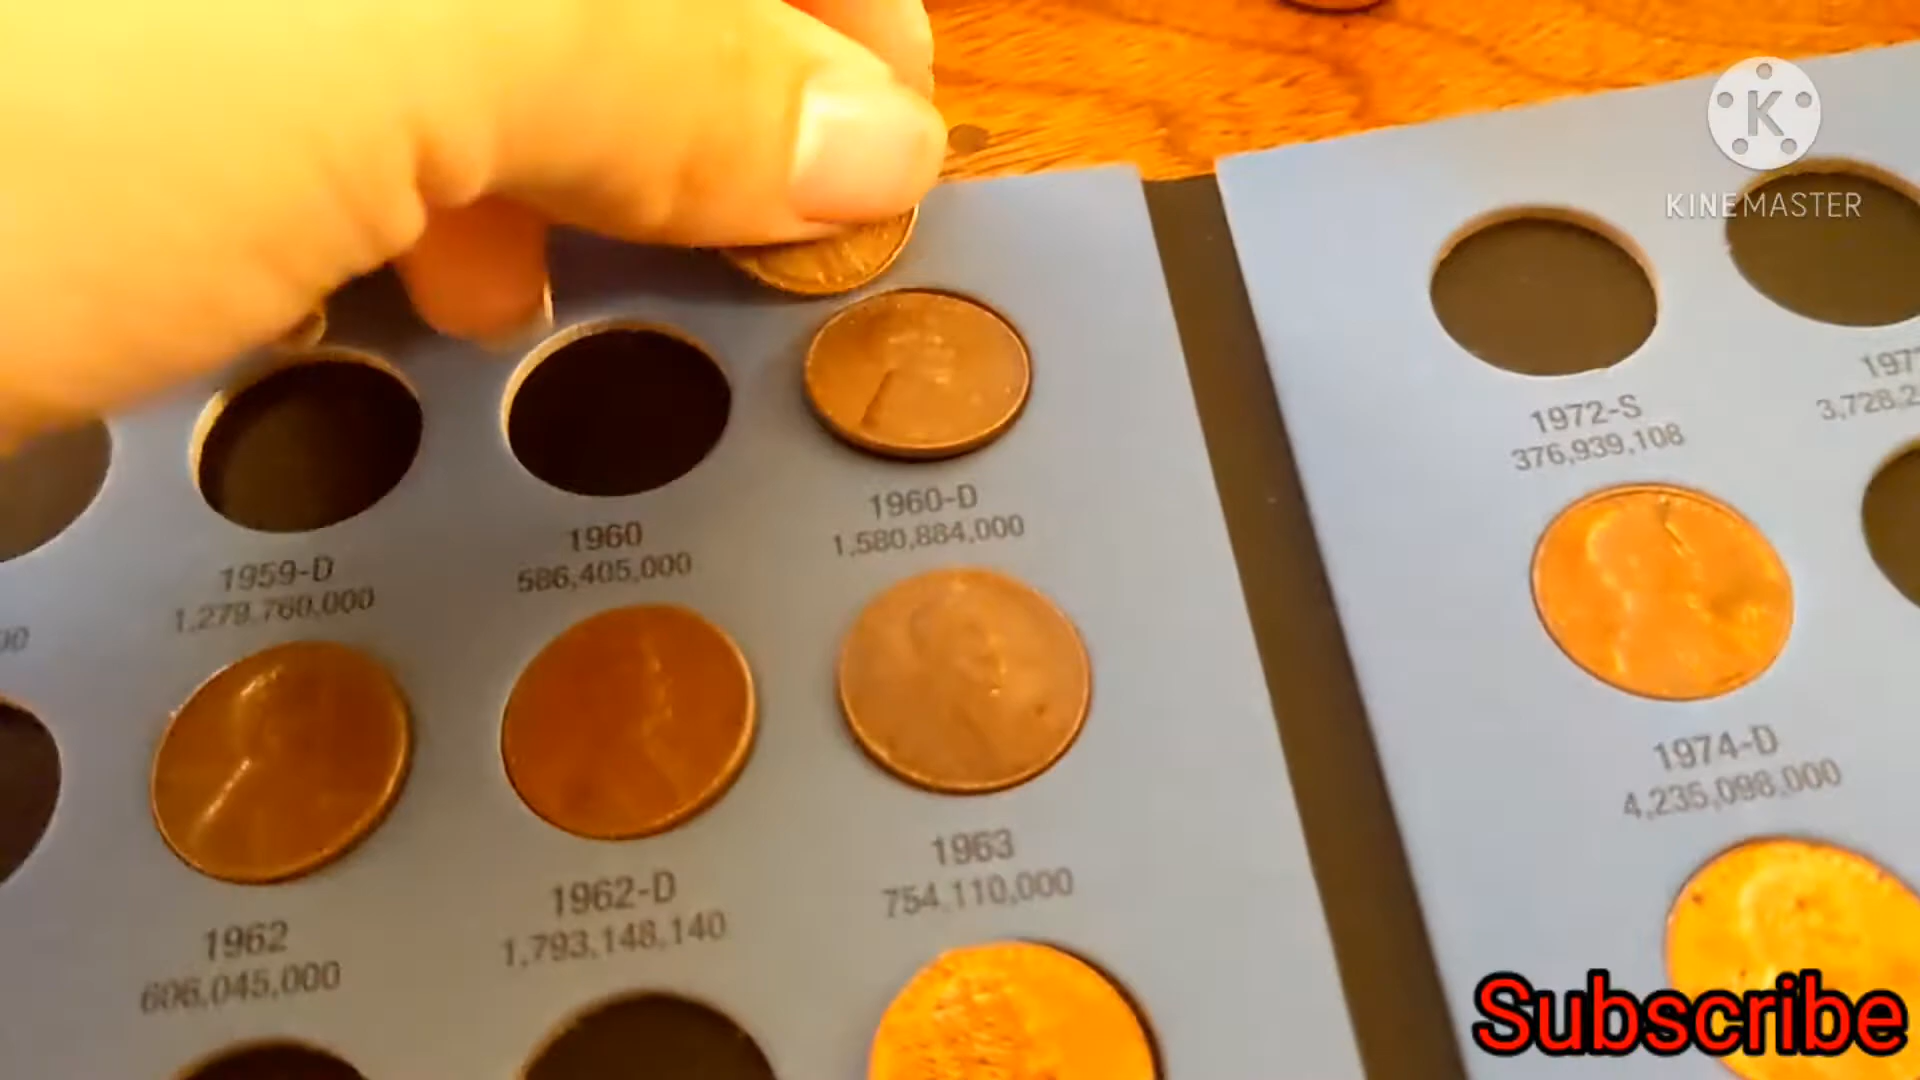 K
KINEMASTER
1972-S
376,939,108
1960-D
1,580,884,000
1960
586,405,000
1959-D
1,279,760,000
1974-D
4,235,098,000
1963
754,110,000
1962-D
1,793,148,140
1962
606,045,000
Subscribe